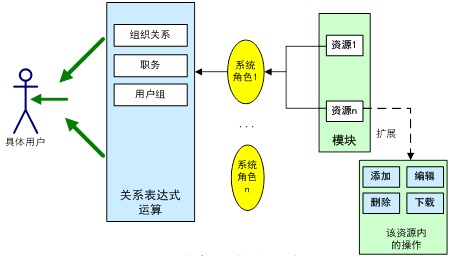 具体用户
组织关系
职务
用户组
关系表达式
运算
系统
角色1
...
系统
角色
n
资源1
资源n
模块
扩展
添加
编辑
删除
下载
该资源内
的操作